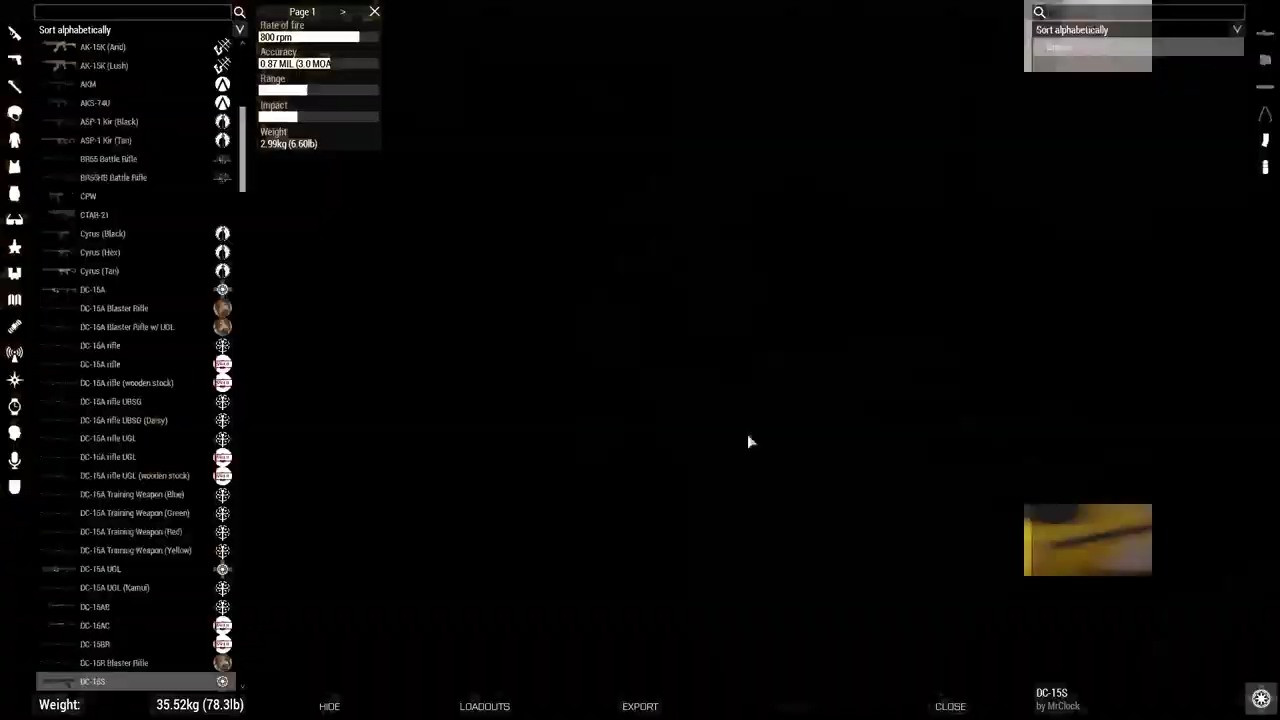 Sort alphabetically
AK-15K (Arid)
AK-15K (Lush)
AKM
AKS-74U
ASP-1 Kir (Black)
ASP-1 Kir (Tan)
BR55 Battle Rifle
BR55HB Battle Rifle
CPW
CTAR-21
Cyrus (Black)
Cyrus (Hex)
Cyrus (Tan)
DC-15A
DC-15A Blaster Rifle
DC-15A Blaster Rifle w/ UGL
DC-15A rifle
DC-15A rifle
DC-15A rifle (wooden stock)
DC-15A rifle UBSG
DC-15A rifle UBSG (Daisy)
DC-15A rifle UGL
DC-15A rifle UGL
DC-15A rifle UGL (wooden stock)
DC-15A Training Weapon (Blue)
DC-15A Training Weapon (Green)
DC-15A Training Weapon (Red)
DC-15A Training Weapon (Yellow)
DC-15A UGL
DC-15A UGL (Kamui)
DC-15AB
DC-15AC
DC-15BR
DC-15R Blaster Rifle
DC-15S
Weight: 35.52kg (78.3lb)
Page 1 >
Rate of fire
800 rpm
Accuracy
0.87 MIL (3.0 MOA
Range
Impact
Weight
2.99kg (6.60lb)
Sort alphabetically
HIDE
LOADOUTS
EXPORT
CLOSE
DC-15S
by MrClock